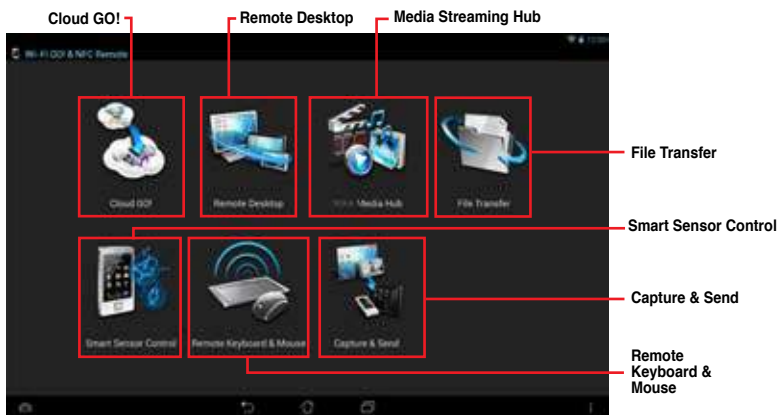 Cloud GO!
Remote Desktop
Media Streaming Hub
Wi-Fi GO! & NFC Remote
Cloud GO!
Remote Desktop
Media Hub
File Transfer
File Transfer
Smart Sensor Control
Smart Sensor Control
Remote Keyboard & Mouse
Capture & Send
Capture & Send
Remote
Keyboard &
Mouse